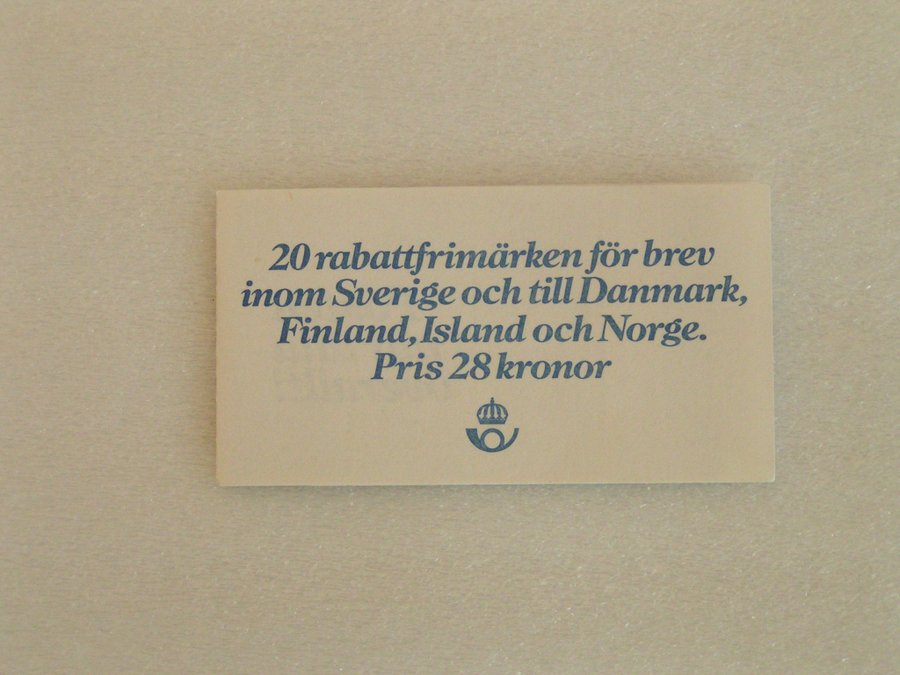 20 rabattfrimärken för brev
inom Sverige och till Danmark,
Finland, Island och Norge.
Pris 28 kronor